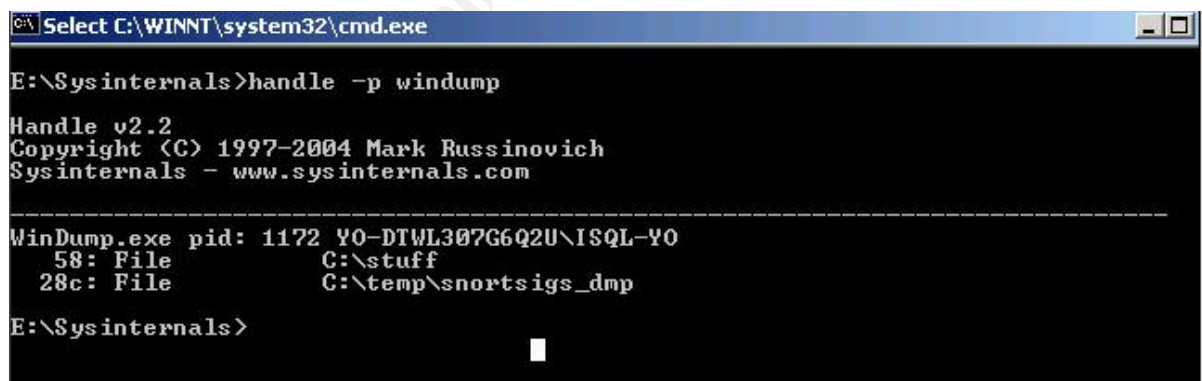 Select C:\WINNT\system32\cmd.exe
E:\Sysinternals>handle -p windump
Handle v2.2
Copyright (C) 1997-2004 Mark Russinovich
Sysinternals - www.sysinternals.com
------------------------------------------------------------------------------
WinDump.exe pid: 1172 YO-DTWL307G6Q2U\ISQL-YO
58: File C:\stuff
28c: File C:\temp\snortsigs_dmp
E:\Sysinternals>